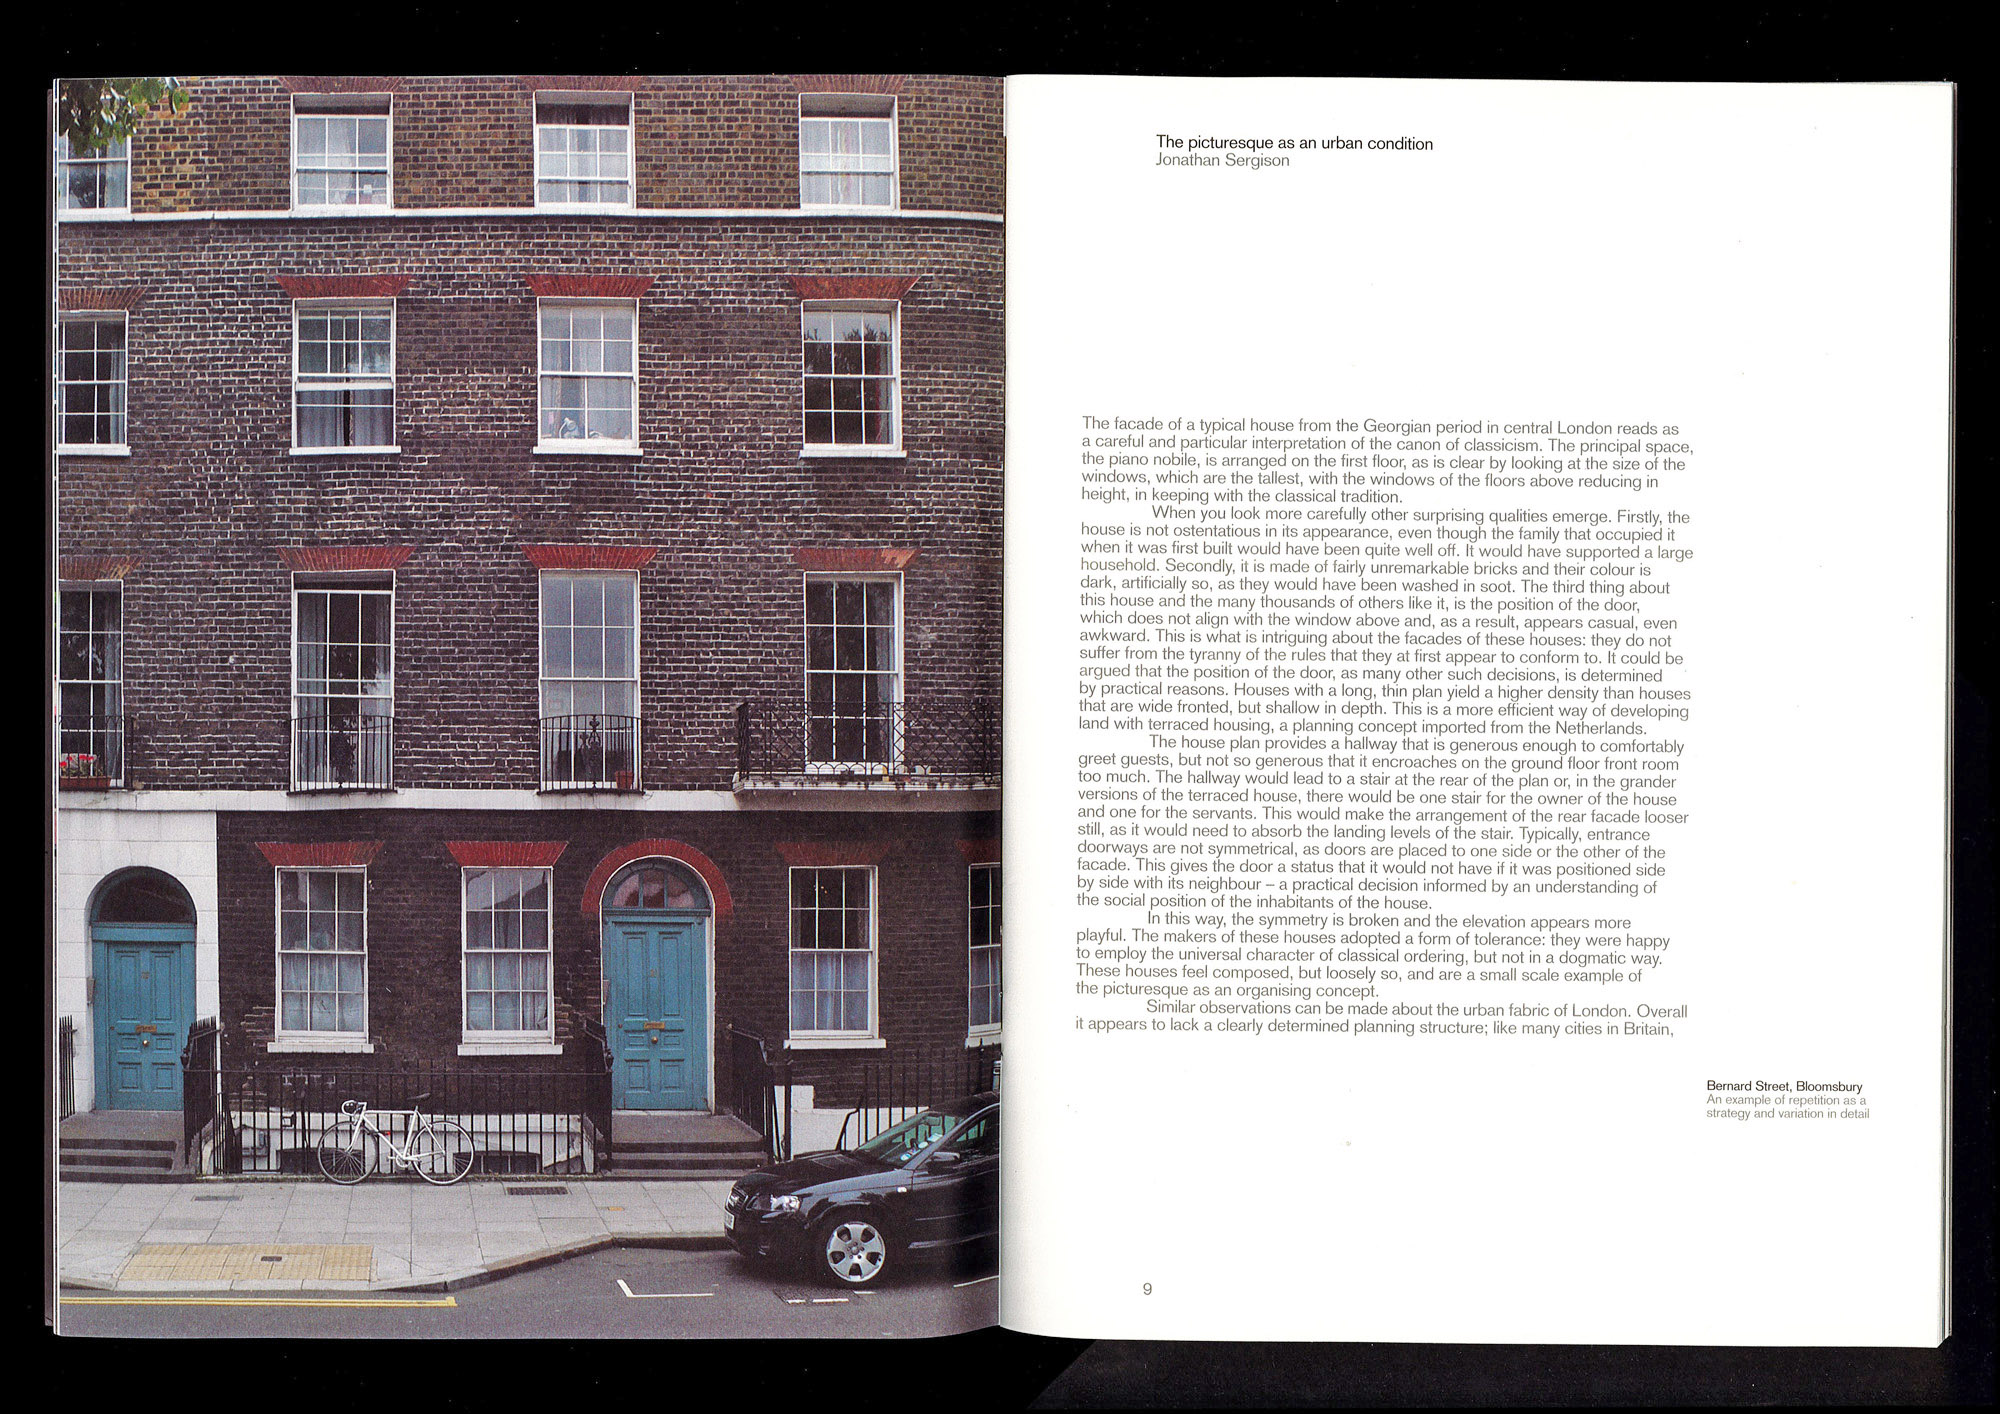 The picturesque as an urban condition
Jonathan Sergison
The facade of a typical house from the Georgian period in central London reads as
a careful and particular interpretation of the canon of classicism. The principal space,
the piano nobile, is arranged on the first floor, as is clear by looking at the size of the
windows, which are the tallest, with the windows of the floors above reducing in
height, in keeping with the classical tradition.
When you look more carefully other surprising qualities emerge. Firstly, the
house is not ostentatious in its appearance, even though the family that occupied it
when it was first built would have been quite well off. It would have supported a large
household. Secondly, it is made of fairly unremarkable bricks and their colour is
dark, artificially so, as they would have been washed in soot. The third thing about
this house and the many thousands of others like it, is the position of the door,
which does not align with the window above and, as a result, appears casual, even
awkward. This is what is intriguing about the facades of these houses: they do not
suffer from the tyranny of the rules that they at first appear to conform to. It could be
argued that the position of the door, as many other such decisions, is determined
by practical reasons. Houses with a long, thin plan yield a higher density than houses
that are wide fronted, but shallow in depth. This is a more efficient way of developing
land with terraced housing, a planning concept imported from the Netherlands.
The house plan provides a hallway that is generous enough to comfortably
greet guests, but not so generous that it encroaches on the ground floor front room
too much. The hallway would lead to a stair at the rear of the plan or, in the grander
versions of the terraced house, there would be one stair for the owner of the house
and one for the servants. This would make the arrangement of the rear facade looser
still, as it would need to absorb the landing levels of the stair. Typically, entrance
doorways are not symmetrical, as doors are placed to one side or the other of the
facade. This gives the door a status that it would not have if it was positioned side
by side with its neighbour – a practical decision informed by an understanding of
the social position of the inhabitants of the house.
In this way, the symmetry is broken and the elevation appears more
playful. The makers of these houses adopted a form of tolerance: they were happy
to employ the universal character of classical ordering, but not in a dogmatic way.
These houses feel composed, but loosely so, and are a small scale example of
the picturesque as an organising concept.
Similar observations can be made about the urban fabric of London. Overall
it appears to lack a clearly determined planning structure; like many cities in Britain,
Bernard Street, Bloomsbury
An example of repetition as a
strategy and variation in detail
9